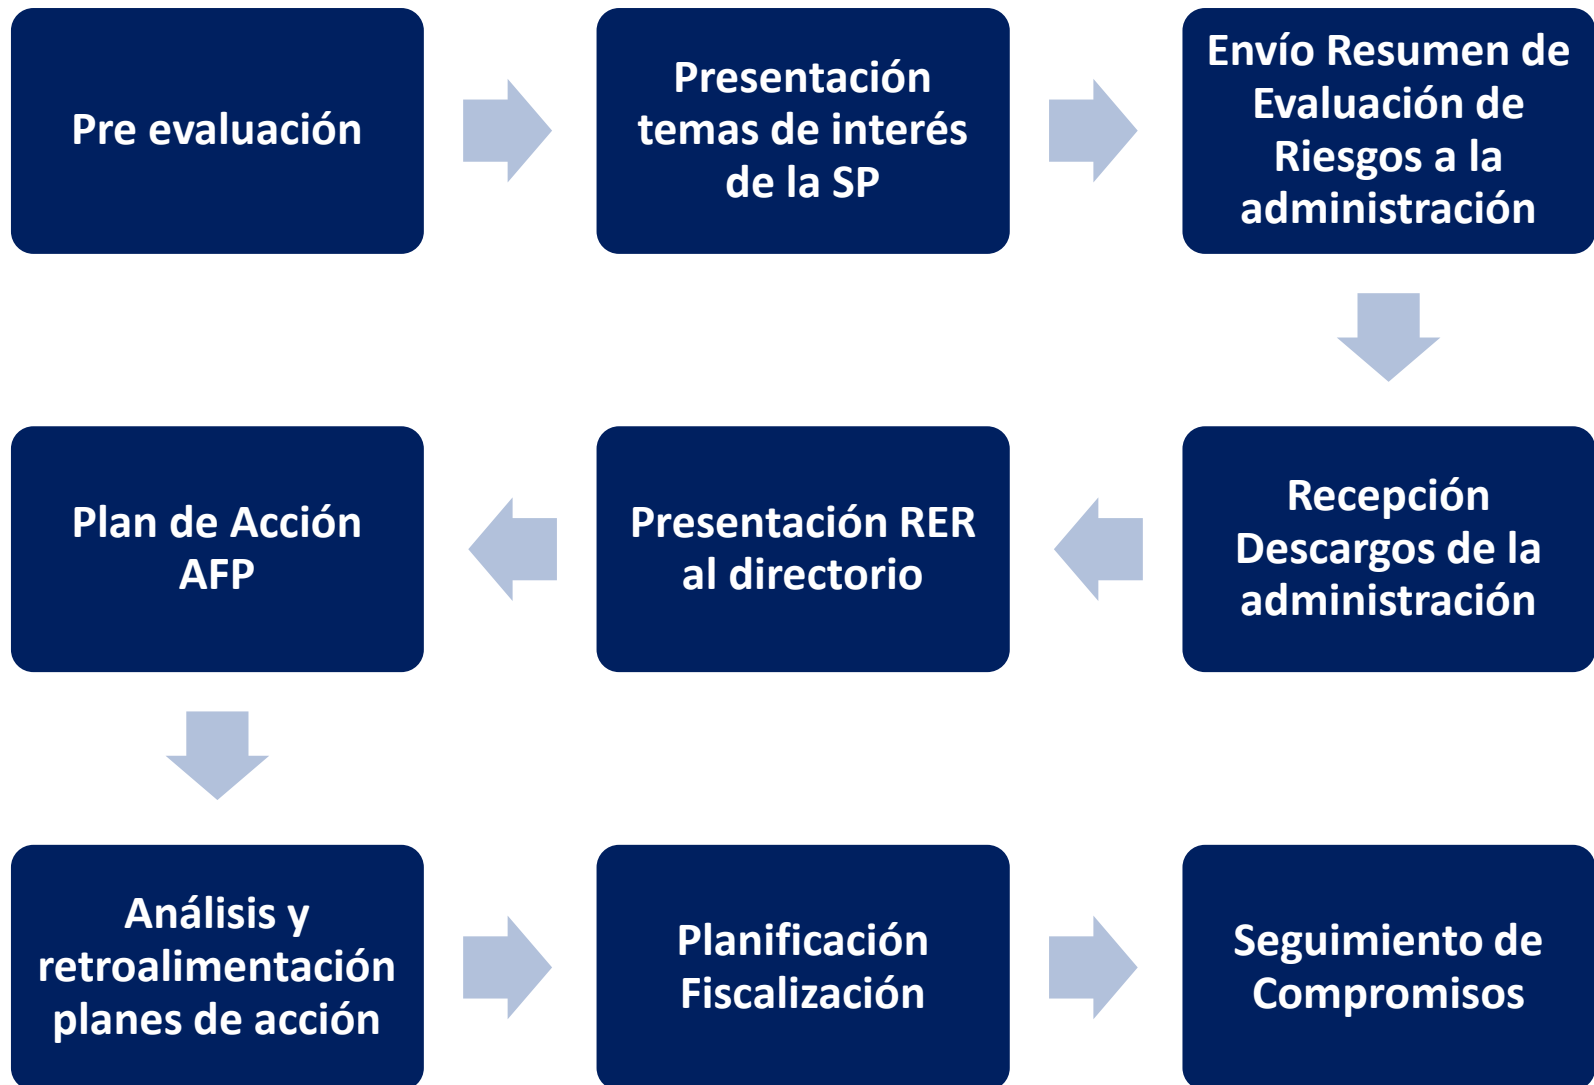 Pre evaluación
Presentación
temas de interés
de la SP
Envío Resumen de
Evaluación de
Riesgos a la
administración
Recepción
Descargos de la
administración
Presentación RER
al directorio
Plan de Acción
AFP
Análisis y
retroalimentación
planes de acción
Planificación
Fiscalización
Seguimiento de
Compromisos